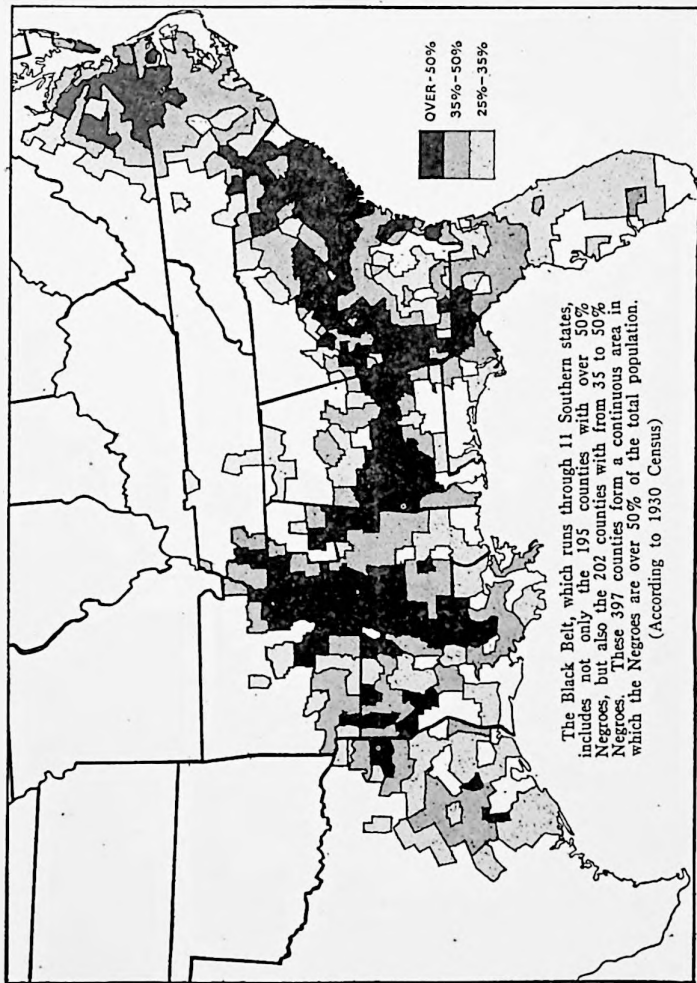 OVER-50%
35%-50%
25%-35%
The Black Belt, which runs through 11 Southern states,
includes not only the 195 counties with over 50%
Negroes, but also the 202 counties with from 35 to 50%
Negroes. These 397 counties form a continuous area in
which the Negroes are over 50% of the total population.
(According to 1930 Census)